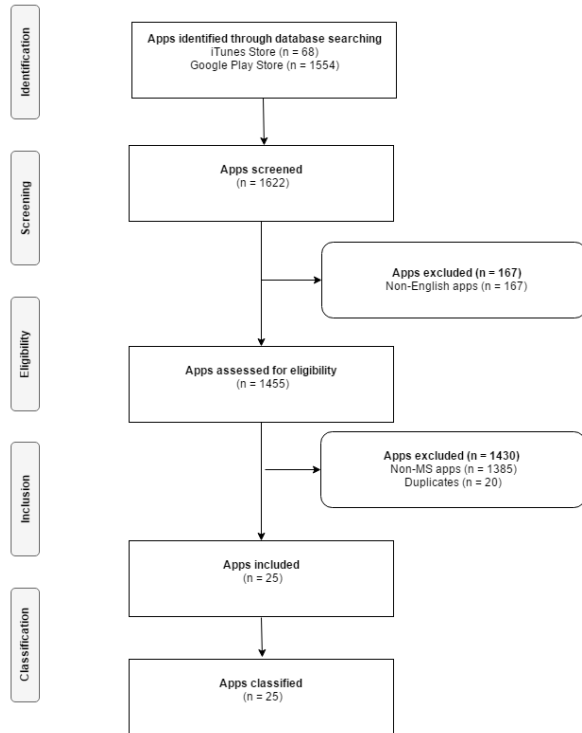 Identification
Apps identified through database searching
iTunes Store (n = 68)
Google Play Store (n = 1554)
Screening
Apps screened
(n = 1622)
Apps excluded (n = 167)
Non-English apps (n = 167)
Eligibility
Apps assessed for eligibility
(n = 1455)
Apps excluded (n = 1430)
Non-MS apps (n = 1385)
Duplicates (n = 20)
Inclusion
Apps included
(n = 25)
Classification
Apps classified
(n = 25)